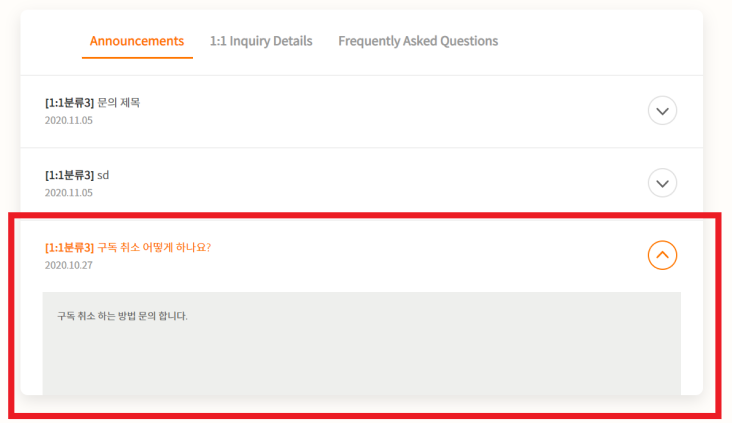 Announcements 1:1 Inquiry Details Frequently Asked Questions
[1:1분류3] 문의 제목
2020.11.05
[1:1분류3] sd
2020.11.05
[1:1분류3] 구독 취소 어떻게 하나요?
2020.10.27
구독 취소 하는 방법 문의 합니다.